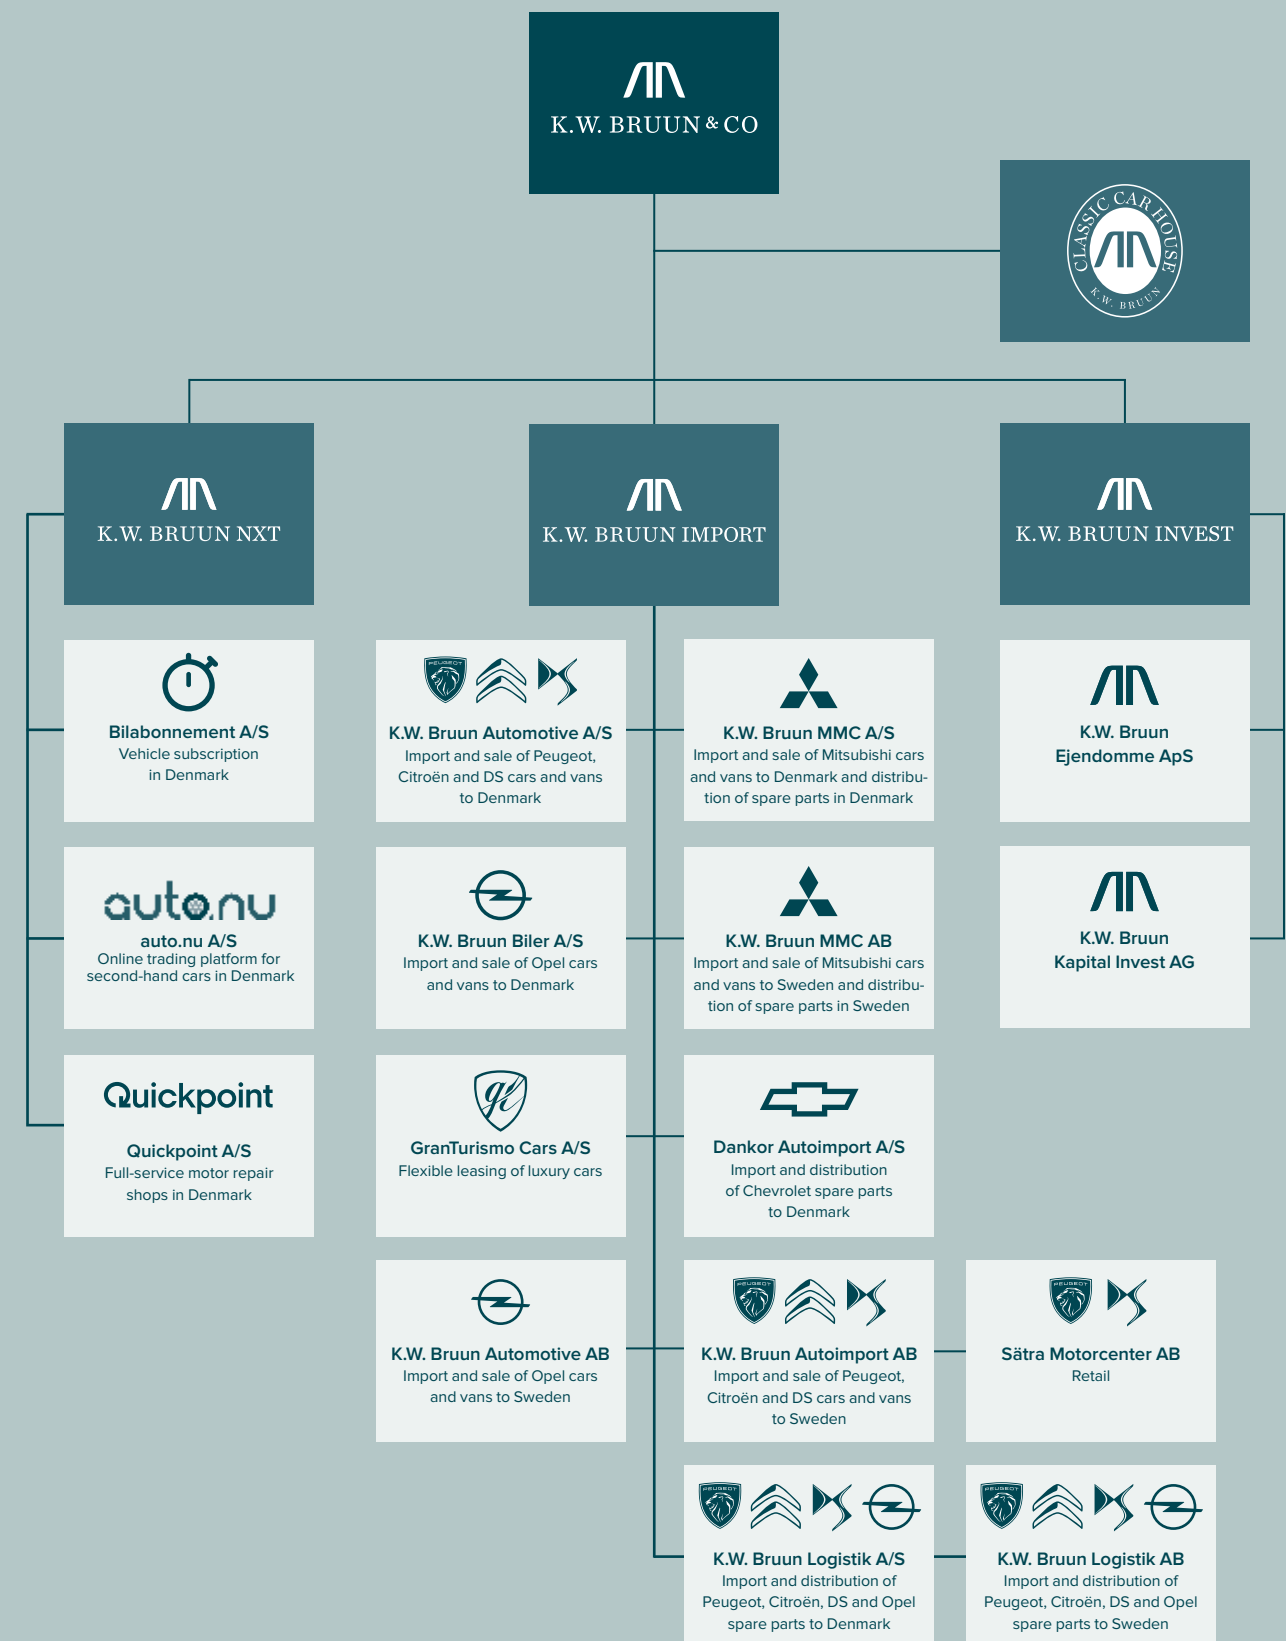 K.W. BRUUN & CO
CLASSIC CAR HOUSE
K.W. BRUUN
K.W. BRUUN NXT
K.W. BRUUN IMPORT
K.W. BRUUN INVEST
Bilabonnement A/S
Vehicle subscription
in Denmark
auto.nu
auto.nu A/S
Online trading platform for
second-hand cars in Denmark
Quickpoint
Quickpoint A/S
Full-service motor repair
shops in Denmark
PEUGEOT
K.W. Bruun Automotive A/S
Import and sale of Peugeot,
Citroën and DS cars and vans
to Denmark
K.W. Bruun Biler A/S
Import and sale of Opel cars
and vans to Denmark
GranTurismo Cars A/S
Flexible leasing of luxury cars
K.W. Bruun Automotive AB
Import and sale of Opel cars
and vans to Sweden
K.W. Bruun MMC A/S
Import and sale of Mitsubishi cars
and vans to Denmark and distribu-
tion of spare parts in Denmark
K.W. Bruun MMC AB
Import and sale of Mitsubishi cars
and vans to Sweden and distribu-
tion of spare parts in Sweden
Dankor Autoimport A/S
Import and distribution
of Chevrolet spare parts
to Denmark
PEUGEOT
K.W. Bruun Autoimport AB
Import and sale of Peugeot,
Citroën and DS cars and vans
to Sweden
PEUGEOT
Sätra Motorcenter AB
Retail
PEUGEOT
K.W. Bruun Logistik A/S
Import and distribution of
Peugeot, Citroën, DS and Opel
spare parts to Denmark
PEUGEOT
K.W. Bruun Logistik AB
Import and distribution of
Peugeot, Citroën, DS and Opel
spare parts to Sweden
K.W. Bruun
Ejendomme ApS
K.W. Bruun
Kapital Invest AG